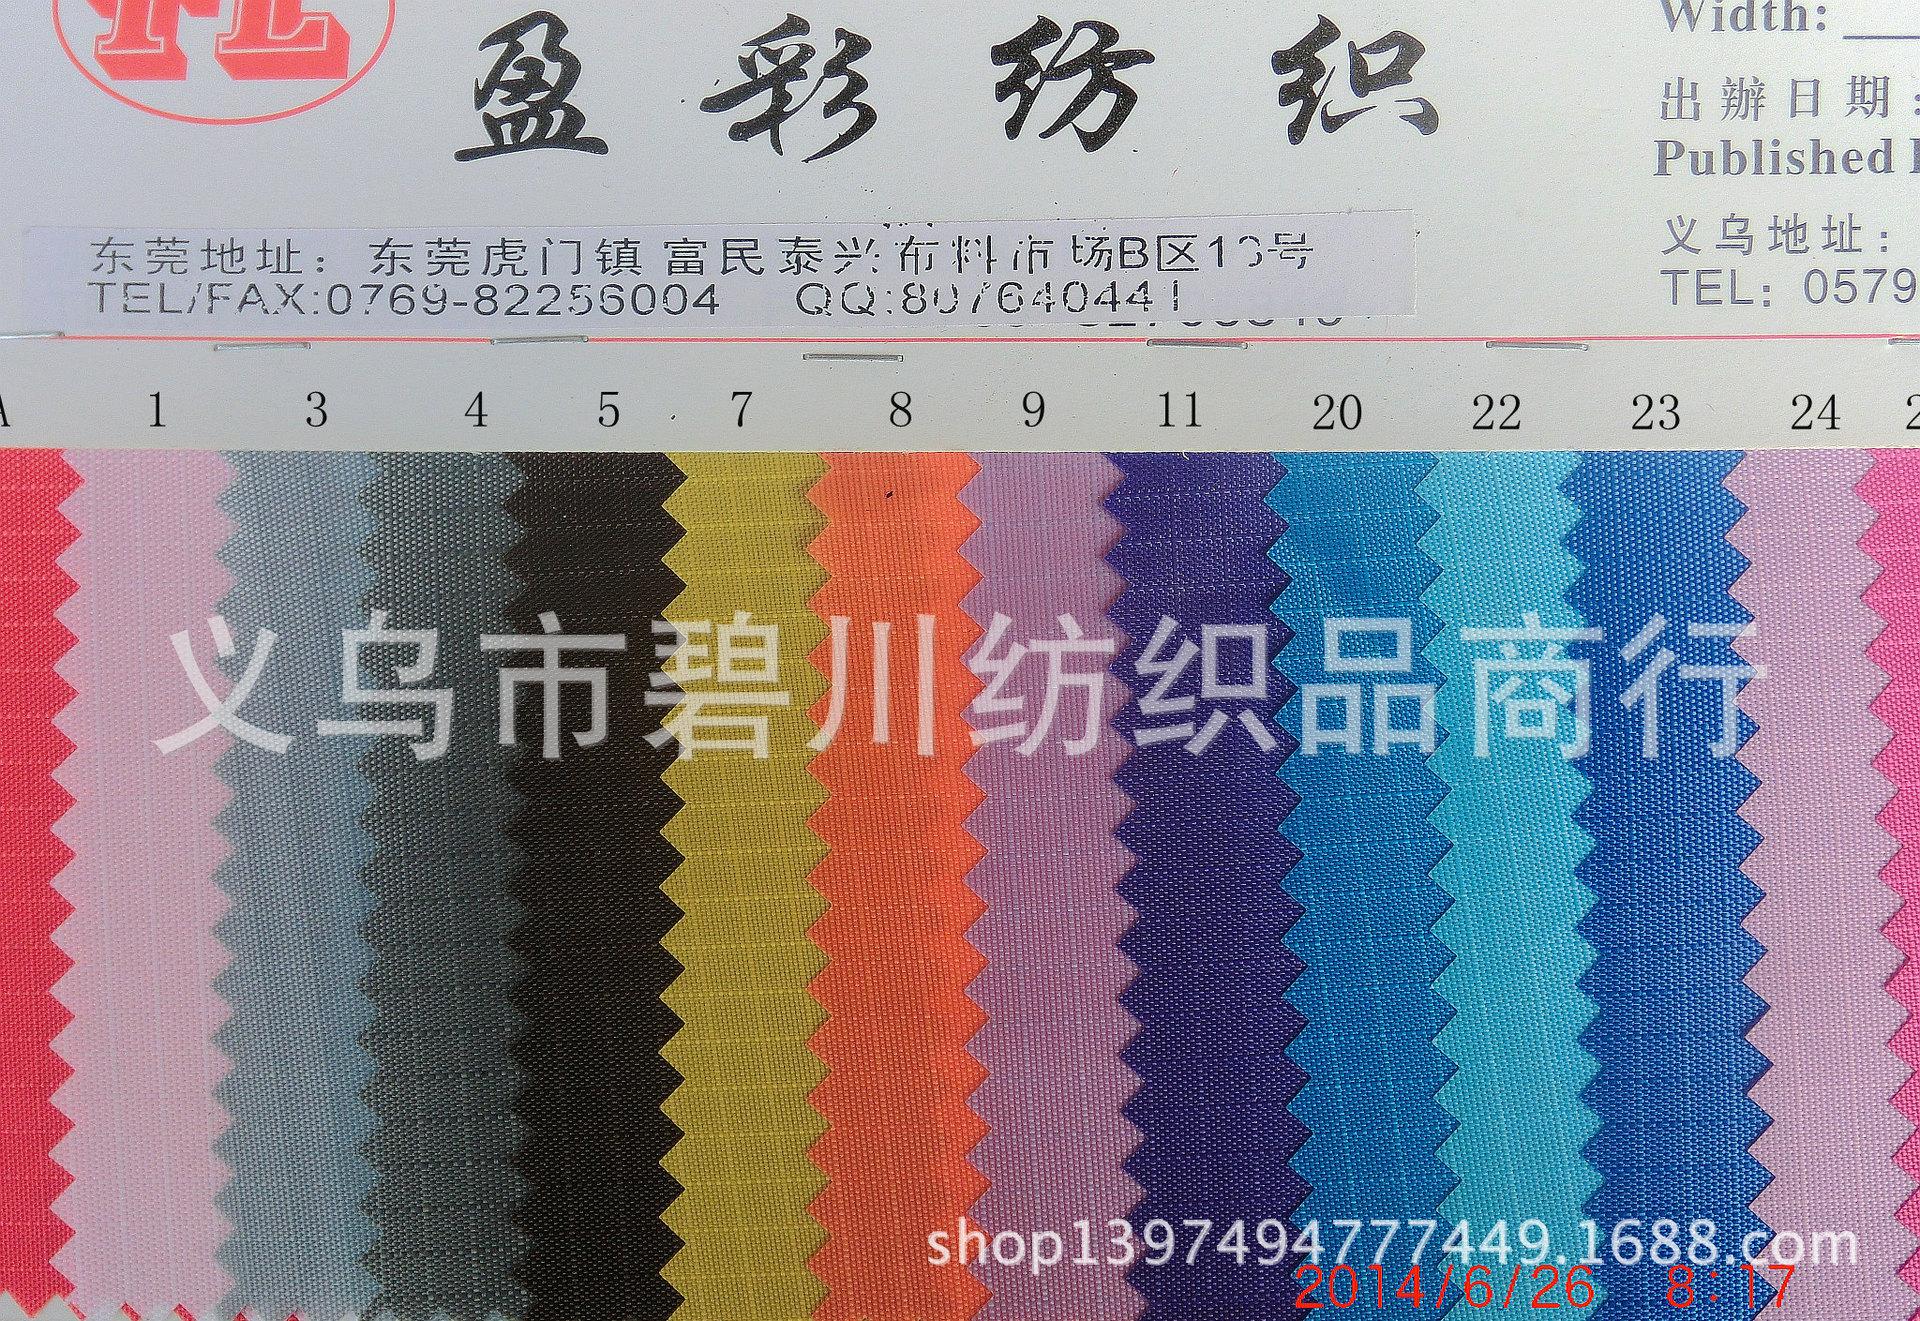 盈彩纺织
Width:
出辦日期:
Published
东莞地址：东莞虎门镇富民泰兴布料市场B区13号
TEL/FAX:0769-82256004 QQ:807640441
义乌地址：
TEL: 0579
A 1 3 4 5 7 8 9 11 20 22 23 24
义乌市碧川纺织品商行
shop1397494777449.1688.com
2014/6/26 8:17